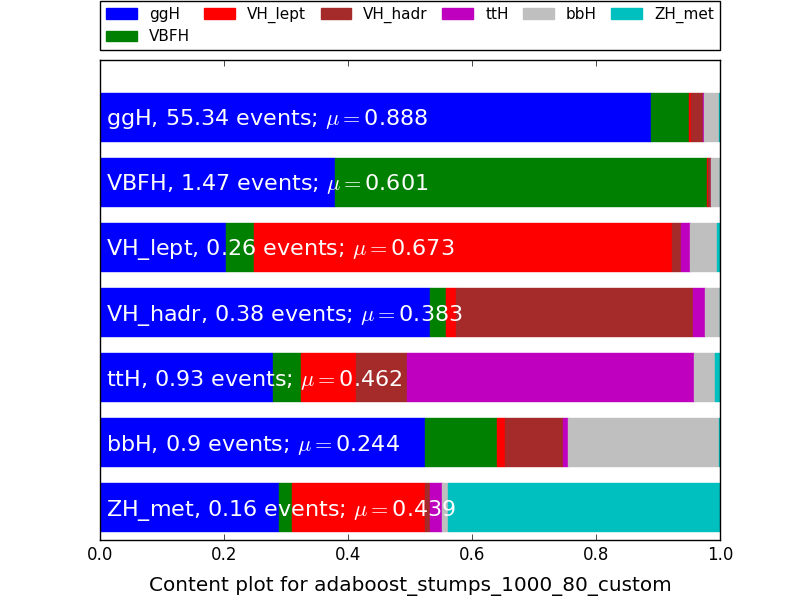 ggH VH_lept VH_hadr ttH bbH ZH_met
VBFH
ggH, 55.34 events; μ = 0.888
VBFH, 1.47 events; μ = 0.601
VH_lept, 0.26 events; μ = 0.673
VH_hadr, 0.38 events; μ = 0.383
ttH, 0.93 events; μ = 0.462
bbH, 0.9 events; μ = 0.244
ZH_met, 0.16 events; μ = 0.439
0.0 0.2 0.4 0.6 0.8 1.0
Content plot for adaboost_stumps_1000_80_custom